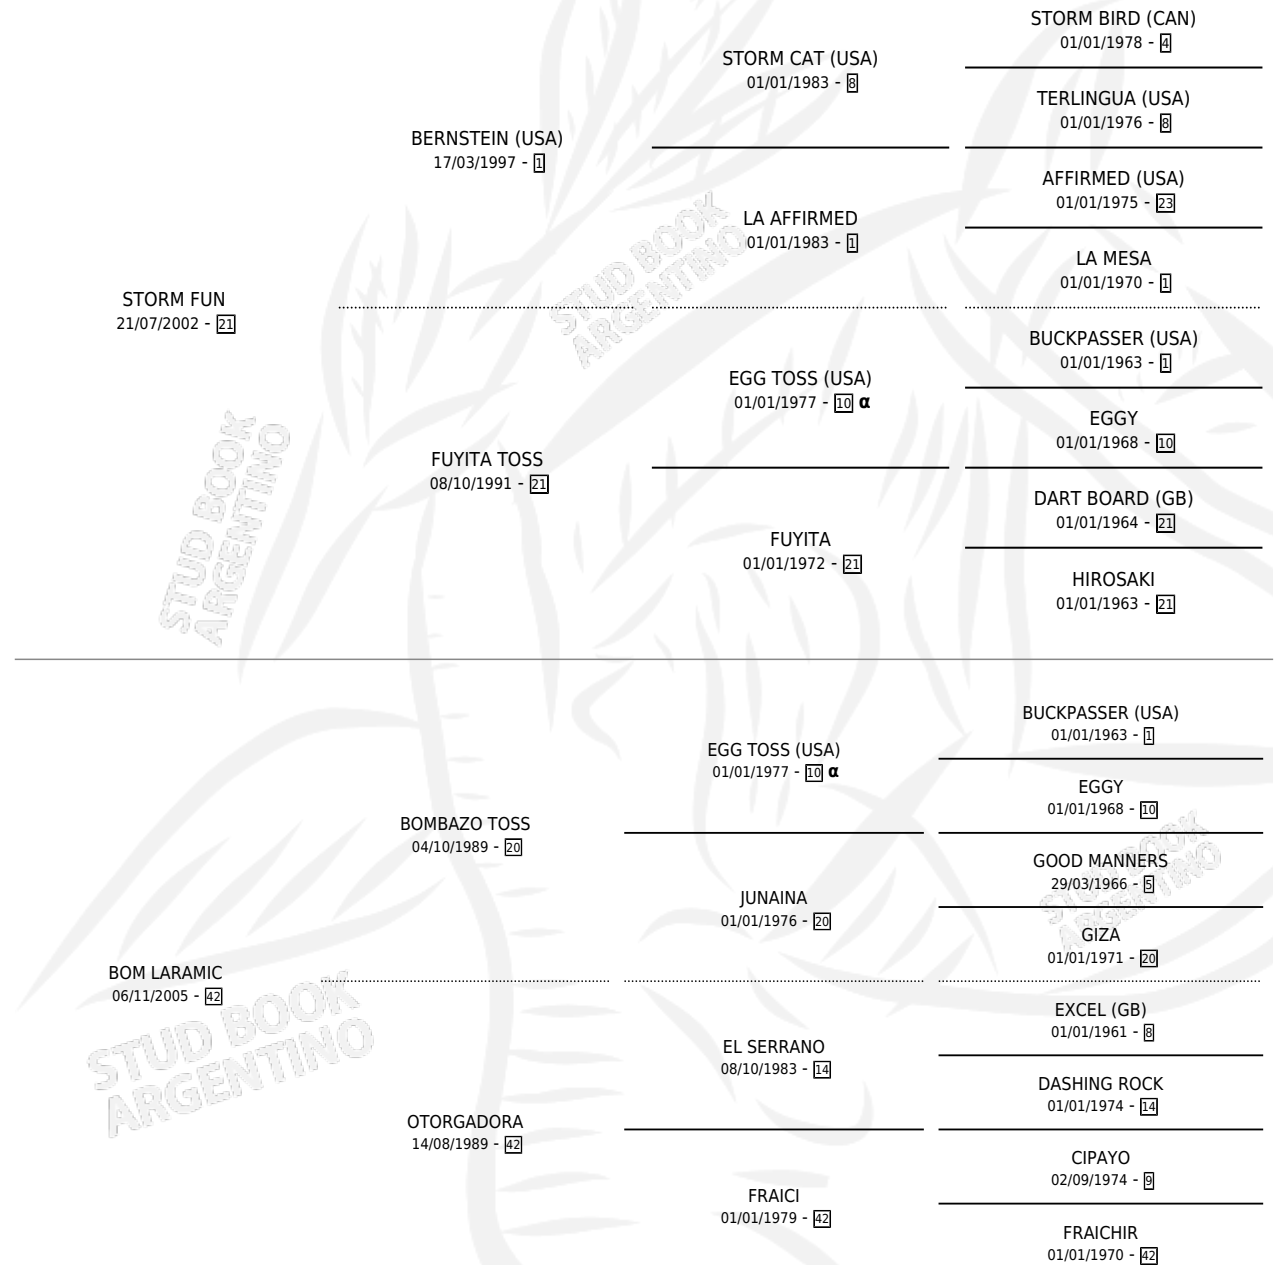 STORM BIRD (CAN)
01/01/1978 - 4
STORM CAT (USA)
01/01/1983 - 8
TERLINGUA (USA)
01/01/1976 - 8
BERNSTEIN (USA)
17/03/1997 - 1
AFFIRMED (USA)
01/01/1975 - 23
LA AFFIRMED
01/01/1983 - 1
LA MESA
01/01/1970 - 1
STORM FUN
21/07/2002 - 21
STUD BOOK
ARGENTINO
BUCKPASSER (USA)
01/01/1963 - 1
EGG TOSS (USA)
01/01/1977 - 10 α
EGGY
01/01/1968 - 10
FUYITA TOSS
08/10/1991 - 21
DART BOARD (GB)
01/01/1964 - 21
FUYITA
01/01/1972 - 21
HIROSAKI
01/01/1963 - 21
STUD BOOK
ARGENTINO
BUCKPASSER (USA)
01/01/1963 - 1
EGG TOSS (USA)
01/01/1977 - 10 α
EGGY
01/01/1968 - 10
BOMBAZO TOSS
04/10/1989 - 20
GOOD MANNERS
29/03/1966 - 5
STUD BOOK
ARGENTINO
JUNAINA
01/01/1976 - 20
GIZA
01/01/1971 - 20
BOM LARAMIC
06/11/2005 - 42
STUD BOOK
ARGENTINO
EXCEL (GB)
01/01/1961 - 8
EL SERRANO
08/10/1983 - 14
DASHING ROCK
01/01/1974 - 14
OTORGADORA
14/08/1989 - 42
CIPAYO
02/09/1974 - 9
FRAICI
01/01/1979 - 42
FRAICHIR
01/01/1970 - 42